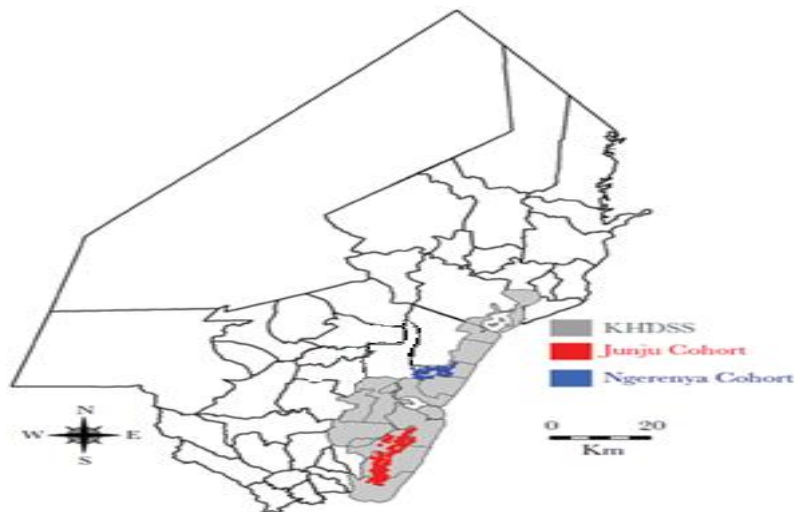 KHDSS
Junju Cohort
Ngerenya Cohort
N
W E
S
0 20
Km